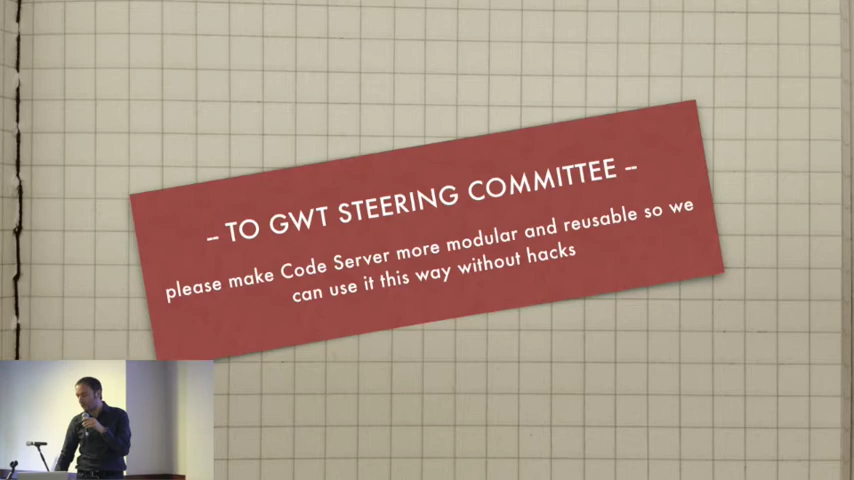 -- TO GWT STEERING COMMITTEE --
please make Code Server more modular and reusable so we
can use it this way without hacks